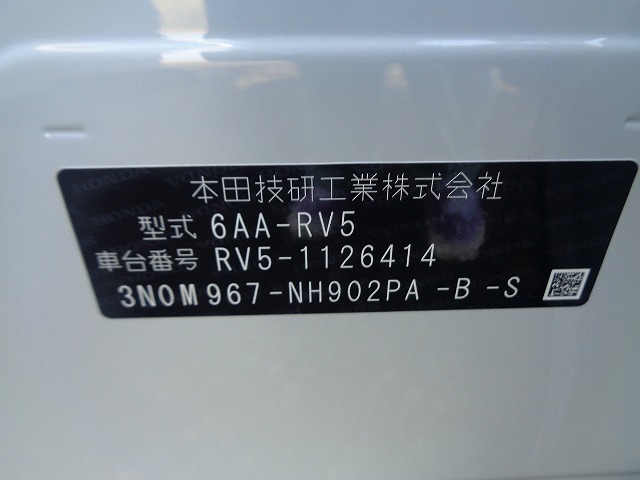 本田技研工業株式会社
型式 6AA-RV5
車台番号 RV5-1126414
3N0M967-NH902PA -B -S